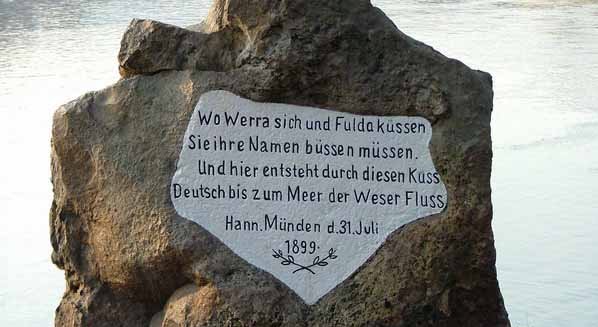 Wo Werra sich und Fulda küssen
Sie ihre Namen büssen müssen.
Und hier entsteht durch diesen Kuss
Deutsch bis zum Meer der Weser Fluss
Hann. Münden d. 31. Juli
1899.